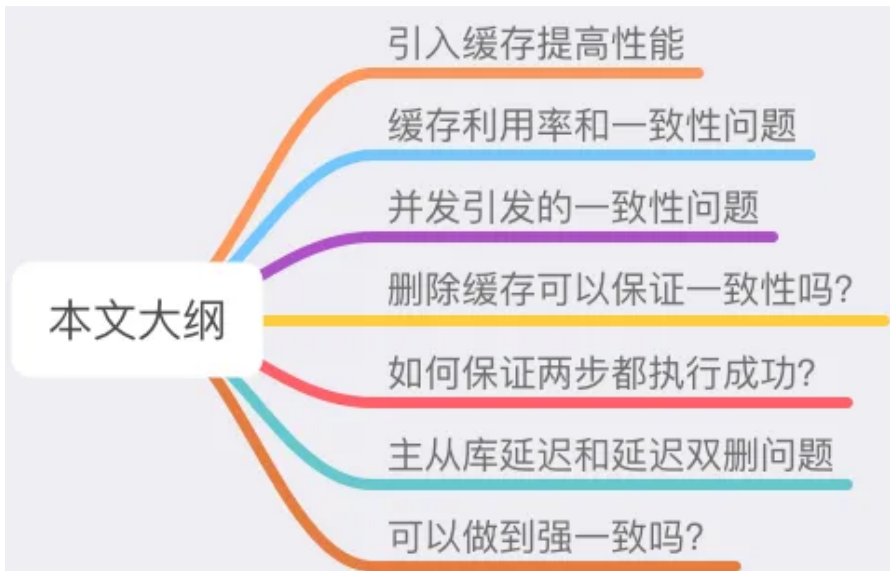 引入缓存提高性能
缓存利用率和一致性问题
并发引发的一致性问题
删除缓存可以保证一致性吗?
本文大纲
如何保证两步都执行成功?
主从库延迟和延迟双删问题
可以做到强一致吗?